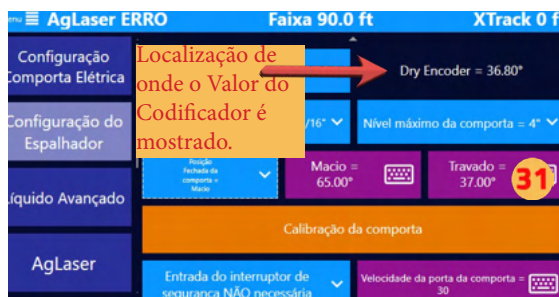 menu ☰ AgLaser ERRO Faixa 90.0 ft XTrack 0 f
Configuração
Comporta Elétrica
Configuração do
Espalhador
Líquido Avançado
AgLaser
Localização de
onde o Valor do
Codificador é
mostrado.
Dry Encoder = 36.80°
/16"
Nível máximo da comporta = 4"
Posição
Fechada da
comporta =
Macio
Macio =
65.00°
Travado =
37.00°
31
Calibração da comporta
Entrada do interruptor de
segurança NÃO necessária
Velocidade da porta da comporta =
30